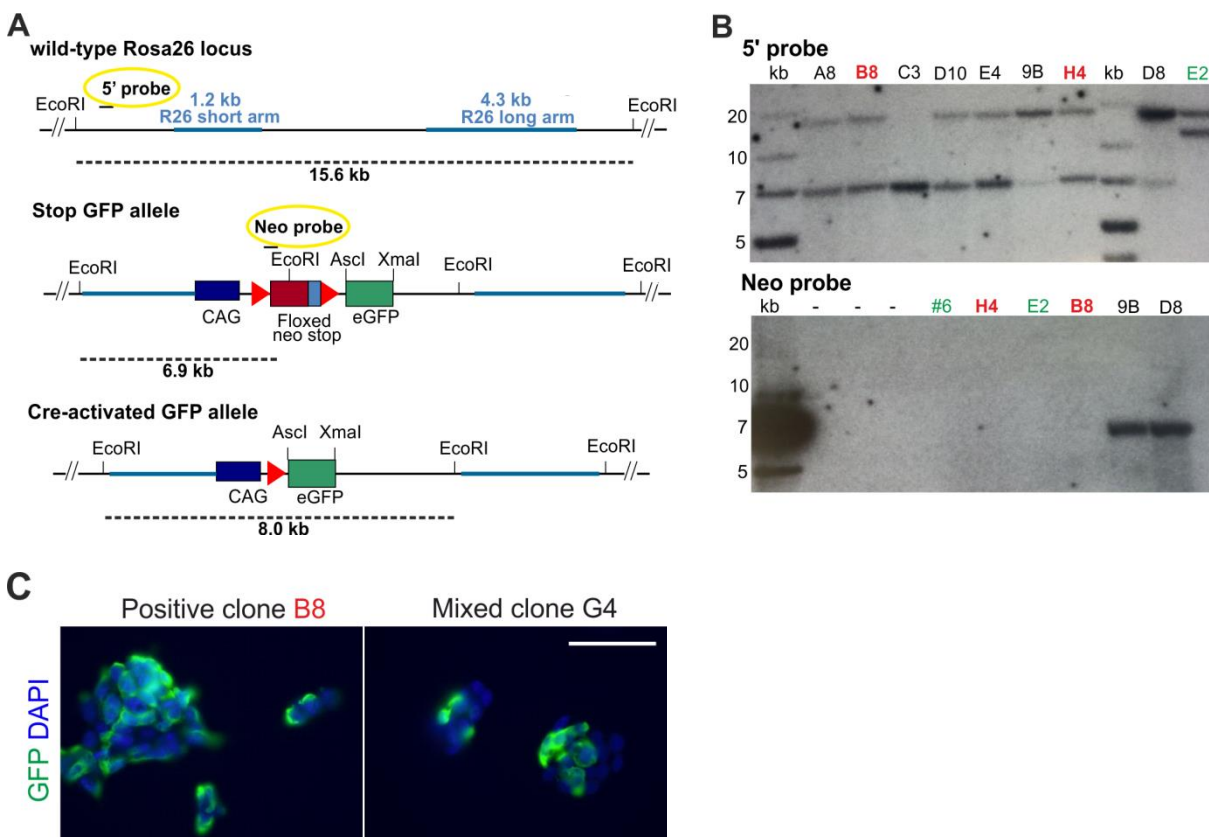 A
wild-type Rosa26 locus
5’ probe
EcoRI
1.2 kb
R26 short arm
4.3 kb
R26 long arm
EcoRI
15.6 kb
Stop GFP allele
Neo probe
EcoRI
EcoRI
AscI
XmaI
EcoRI
EcoRI
CAG
Floxed
neo stop
eGFP
6.9 kb
Cre-activated GFP allele
EcoRI
AscI
XmaI
EcoRI
EcoRI
CAG
eGFP
8.0 kb
B
5' probe
kb A8 B8 C3 D10 E4 9B H4 kb D8 E2
20
10
7
5
Neo probe
kb - - - #6 H4 E2 B8 9B D8
20
10
7
5
C
Positive clone B8
Mixed clone G4
GFP DAPI